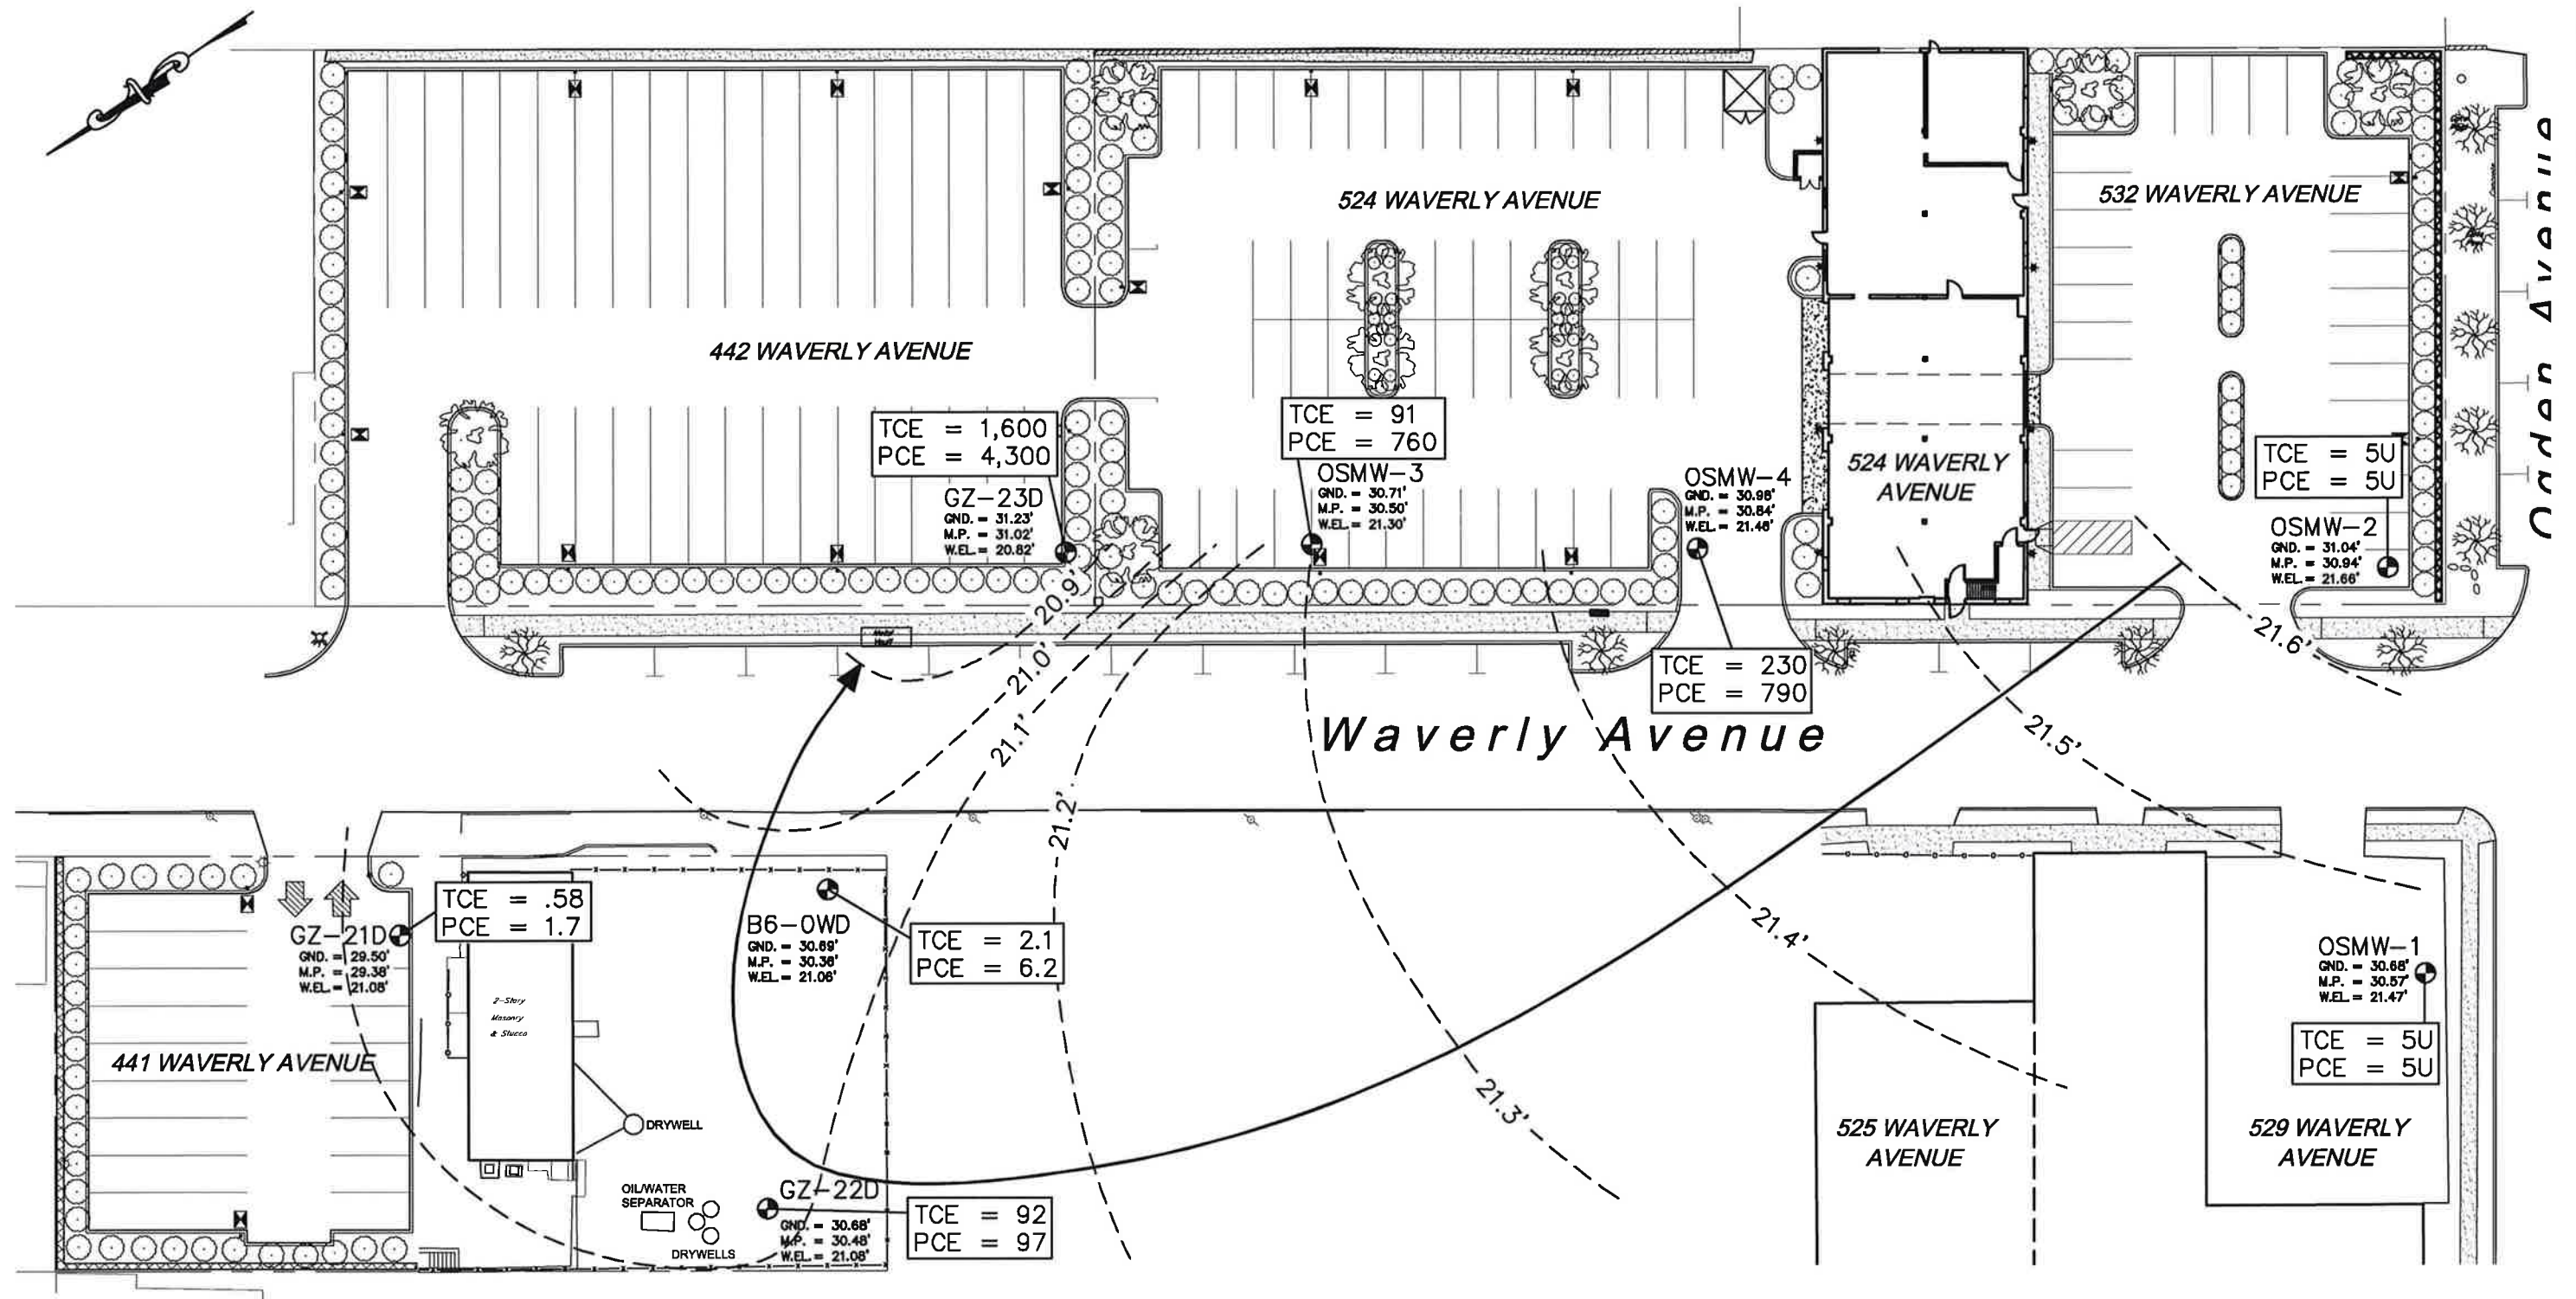 532 WAVERLY AVENUE
524 WAVERLY AVENUE
442 WAVERLY AVENUE
Ogden Avenue
TCE = 1,600
PCE = 4,300
GZ-23D
GND. = 31.23'
M.P. = 31.02'
W.EL. = 20.82'
TCE = 91
PCE = 760
OSMW-3
GND. = 30.71'
M.P. = 30.50'
W.EL. = 21.30'
OSMW-4
GND. = 30.98'
M.P. = 30.84'
W.EL. = 21.46'
524 WAVERLY
AVENUE
TCE = 5U
PCE = 5U
OSMW-2
GND. = 31.04'
M.P. = 30.94'
W.EL. = 21.66'
20.9'
21.0'
21.1'
21.2'
21.3'
21.4'
21.5'
21.6'
TCE = 230
PCE = 790
Waverly Avenue
TCE = .58
PCE = 1.7
GZ-21D
GND. = 29.50'
M.P. = 29.38'
W.EL. = 21.08'
B6-OWD
GND. = 30.69'
M.P. = 30.36'
W.EL. = 21.06'
TCE = 2.1
PCE = 6.2
2-Story
Masonry
& Stucco
441 WAVERLY AVENUE
DRYWELL
OIL/WATER
SEPARATOR
DRYWELLS
GZ-22D
GND. = 30.68'
M.P. = 30.48'
W.EL. = 21.08'
TCE = 92
PCE = 97
OSMW-1
GND. = 30.68'
M.P. = 30.57'
W.EL. = 21.47'
TCE = 5U
PCE = 5U
525 WAVERLY
AVENUE
529 WAVERLY
AVENUE